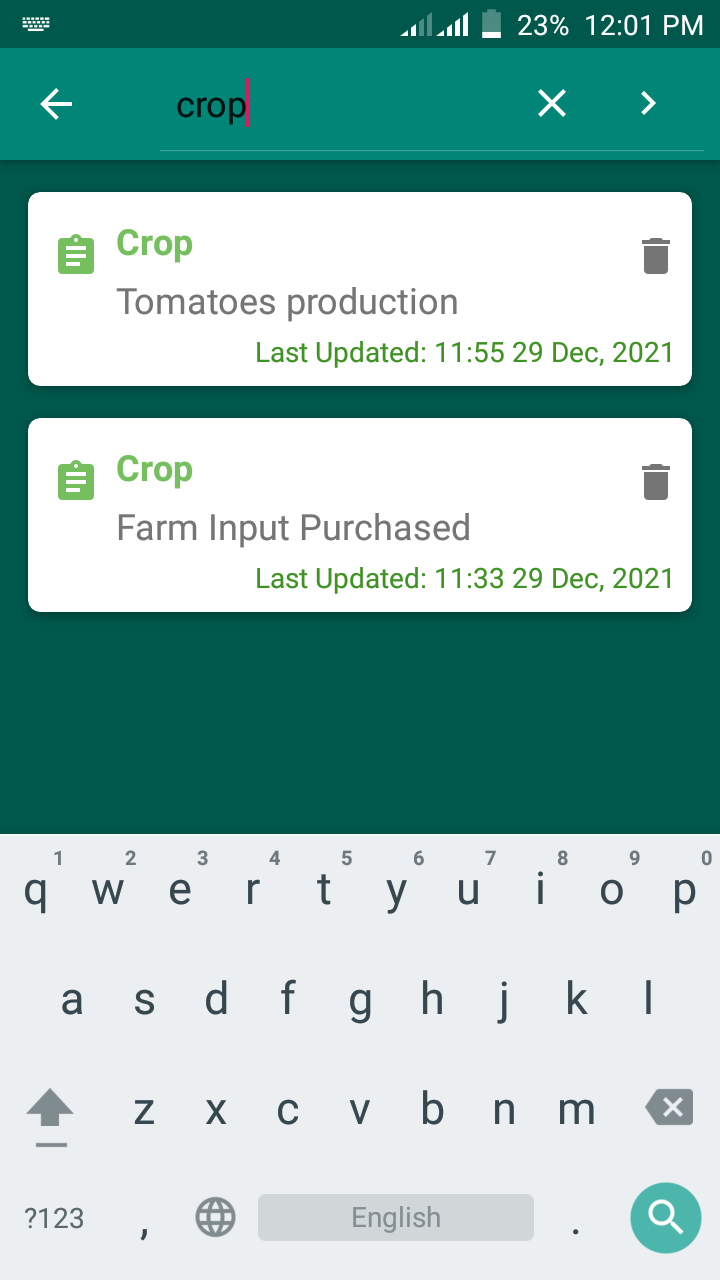 23% 12:01 PM
crop
Crop
Tomatoes production
Last Updated: 11:55 29 Dec, 2021
Crop
Farm Input Purchased
Last Updated: 11:33 29 Dec, 2021
1 2 3 4 5 6 7 8 9 0
q w e r t y u i o p
a s d f g h j k l
z x c v b n m
?123 , English .